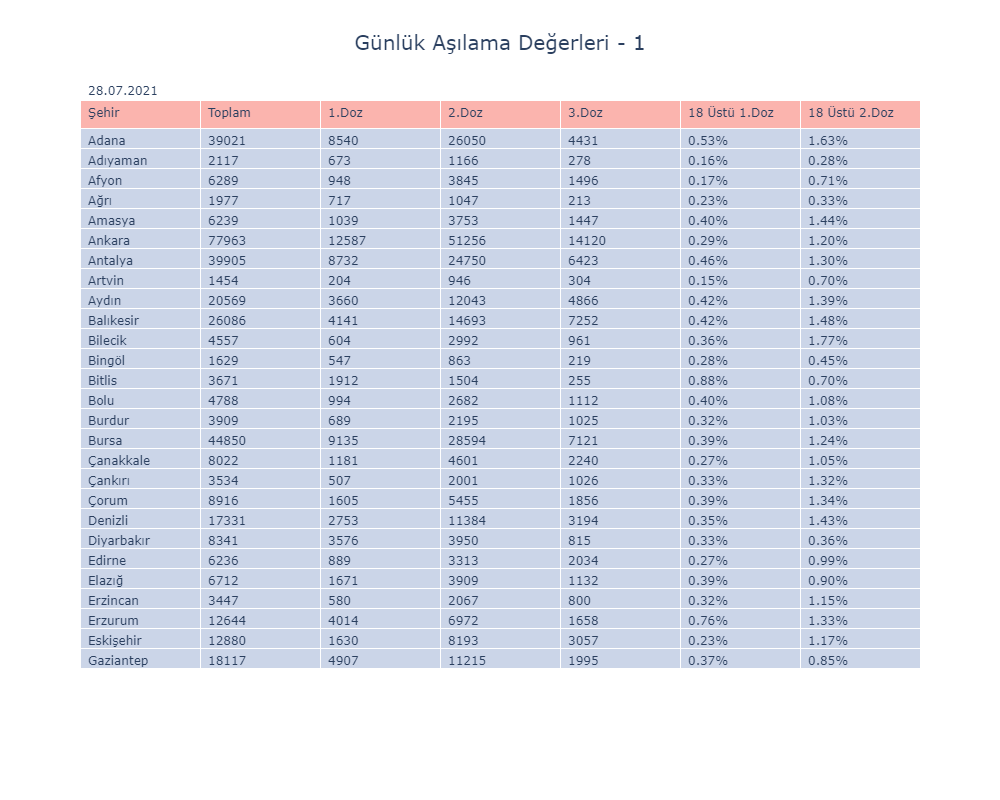 Günlük Aşılama Değerleri - 1
28.07.2021
Şehir Toplam 1.Doz 2.Doz 3.Doz 18 Üstü 1.Doz 18 Üstü 2.Doz
Adana 39021 8540 26050 4431 0.53% 1.63%
Adıyaman 2117 673 1166 278 0.16% 0.28%
Afyon 6289 948 3845 1496 0.17% 0.71%
Ağrı 1977 717 1047 213 0.23% 0.33%
Amasya 6239 1039 3753 1447 0.40% 1.44%
Ankara 77963 12587 51256 14120 0.29% 1.20%
Antalya 39905 8732 24750 6423 0.46% 1.30%
Artvin 1454 204 946 304 0.15% 0.70%
Aydın 20569 3660 12043 4866 0.42% 1.39%
Balıkesir 26086 4141 14693 7252 0.42% 1.48%
Bilecik 4557 604 2992 961 0.36% 1.77%
Bingöl 1629 547 863 219 0.28% 0.45%
Bitlis 3671 1912 1504 255 0.88% 0.70%
Bolu 4788 994 2682 1112 0.40% 1.08%
Burdur 3909 689 2195 1025 0.32% 1.03%
Bursa 44850 9135 28594 7121 0.39% 1.24%
Çanakkale 8022 1181 4601 2240 0.27% 1.05%
Çankırı 3534 507 2001 1026 0.33% 1.32%
Çorum 8916 1605 5455 1856 0.39% 1.34%
Denizli 17331 2753 11384 3194 0.35% 1.43%
Diyarbakır 8341 3576 3950 815 0.33% 0.36%
Edirne 6236 889 3313 2034 0.27% 0.99%
Elazığ 6712 1671 3909 1132 0.39% 0.90%
Erzincan 3447 580 2067 800 0.32% 1.15%
Erzurum 12644 4014 6972 1658 0.76% 1.33%
Eskişehir 12880 1630 8193 3057 0.23% 1.17%
Gaziantep 18117 4907 11215 1995 0.37% 0.85%